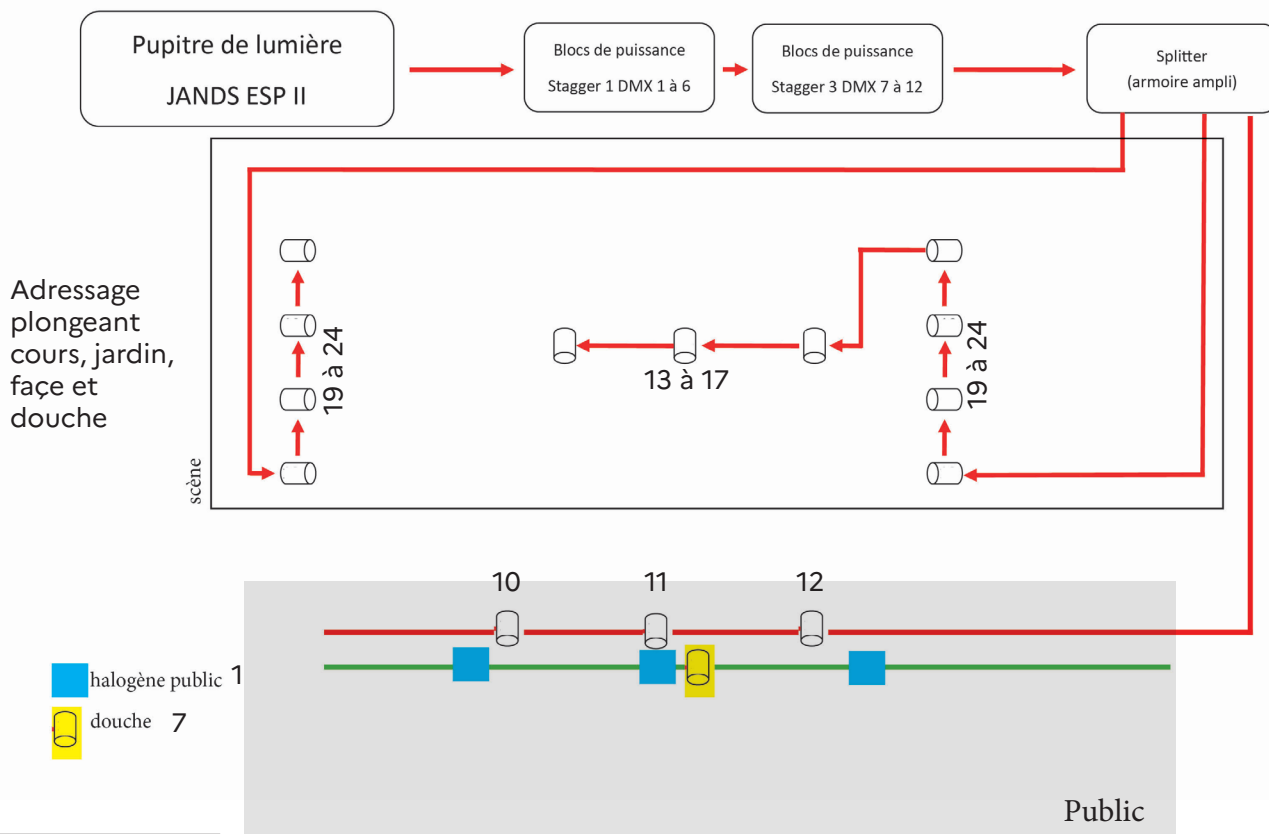 Pupitre de lumière
JANDS ESP II
Blocs de puissance
Stagger 1 DMX 1 à 6
Blocs de puissance
Stagger 3 DMX 7 à 12
Splitter
(armoire ampli)
Adressage
plongeant
cours, jardin,
façe et
douche
19 à 24
13 à 17
19 à 24
scène
10
11
12
halogène public 1
douche 7
Public